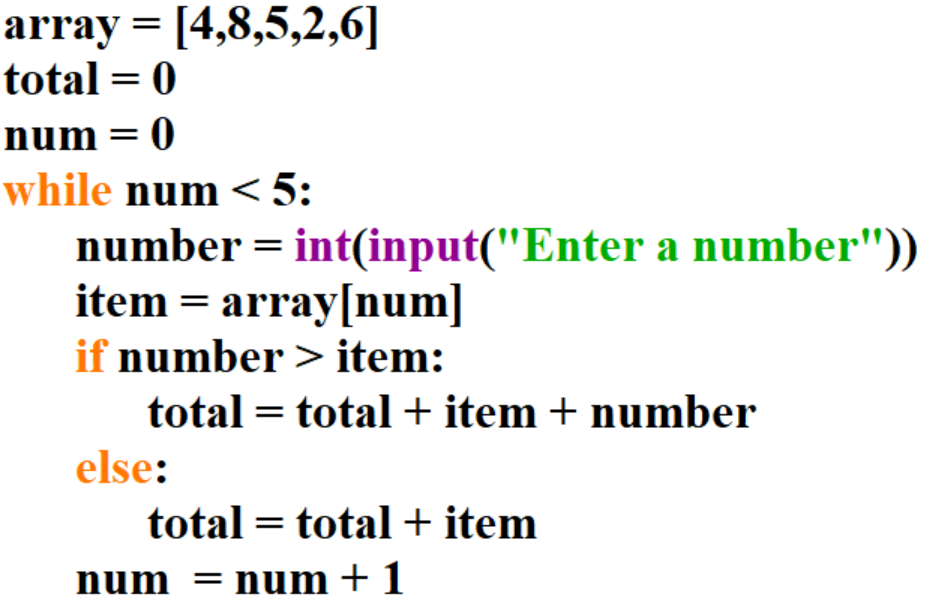 array = [4,8,5,2,6]
total = 0
num = 0
while num < 5:
number = int(input("Enter a number"))
item = array[num]
if number > item:
total = total + item + number
else:
total = total + item
num  = num + 1